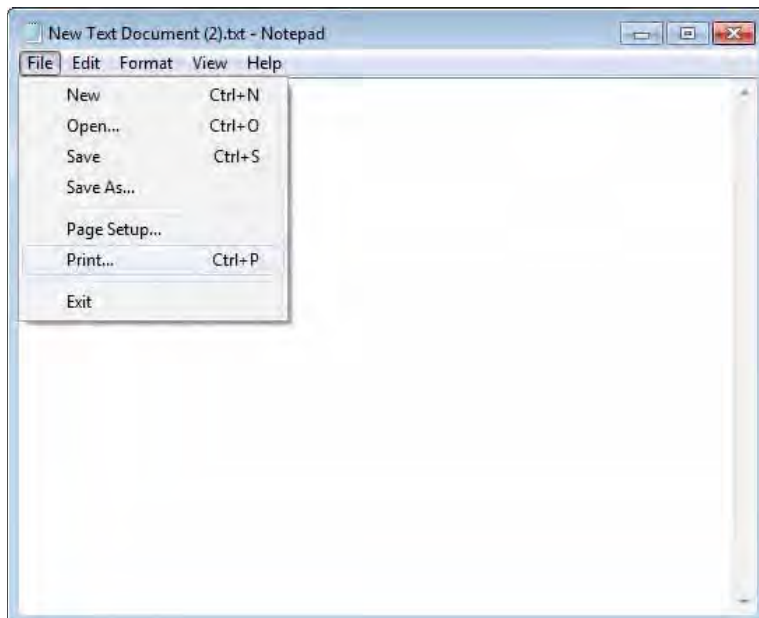 New Text Document (2).txt - Notepad
File Edit Format View Help
New Ctrl+N
Open... Ctrl+O
Save Ctrl+S
Save As...
Page Setup...
Print... Ctrl+P
Exit